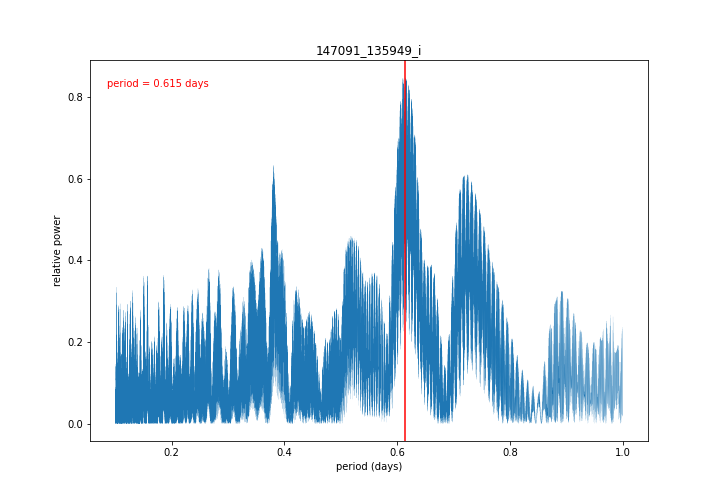 147091_135949_i
period = 0.615 days
relative power
0.8
0.6
0.4
0.2
0.0
0.2 0.4 0.6 0.8 1.0
period (days)